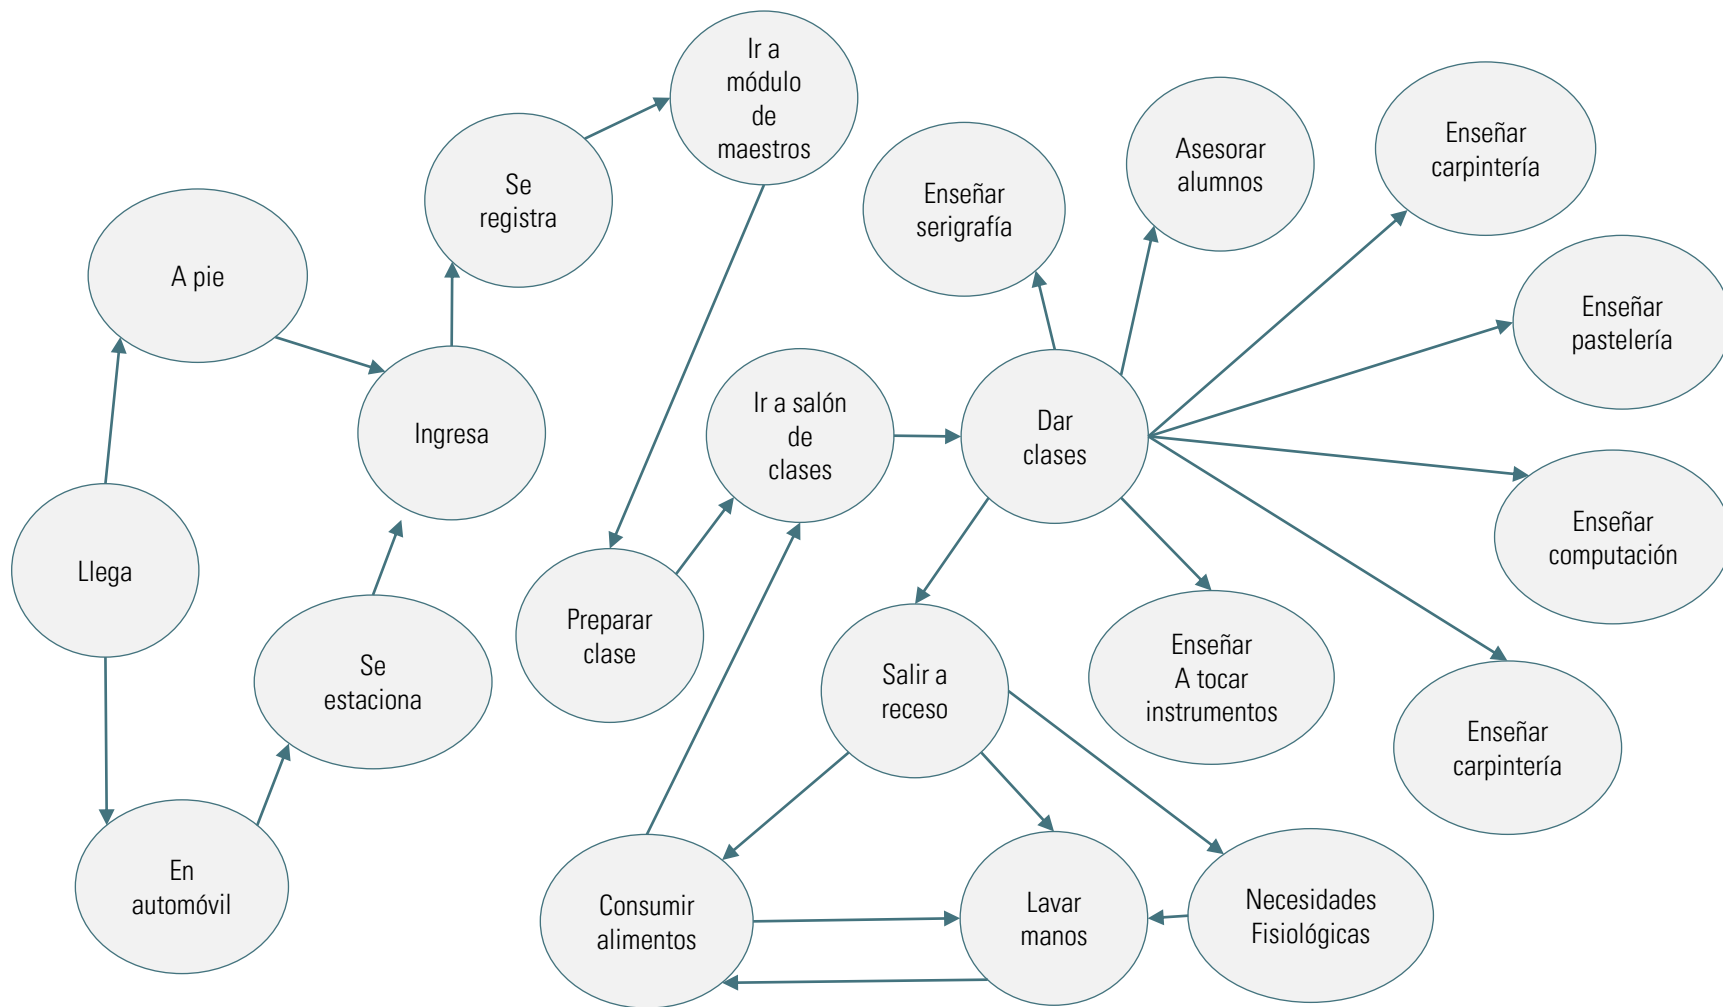 Ir a
módulo
de
maestros
Se
registra
A pie
Ingresa
Llega
Se
estaciona
En
automóvil
Preparar
clase
Ir a salón
de
clases
Dar
clases
Enseñar
serigrafía
Asesorar
alumnos
Enseñar
carpintería
Enseñar
pastelería
Enseñar
computación
Enseñar
carpintería
Enseñar
A tocar
instrumentos
Salir a
receso
Consumir
alimentos
Lavar
manos
Necesidades
Fisiológicas